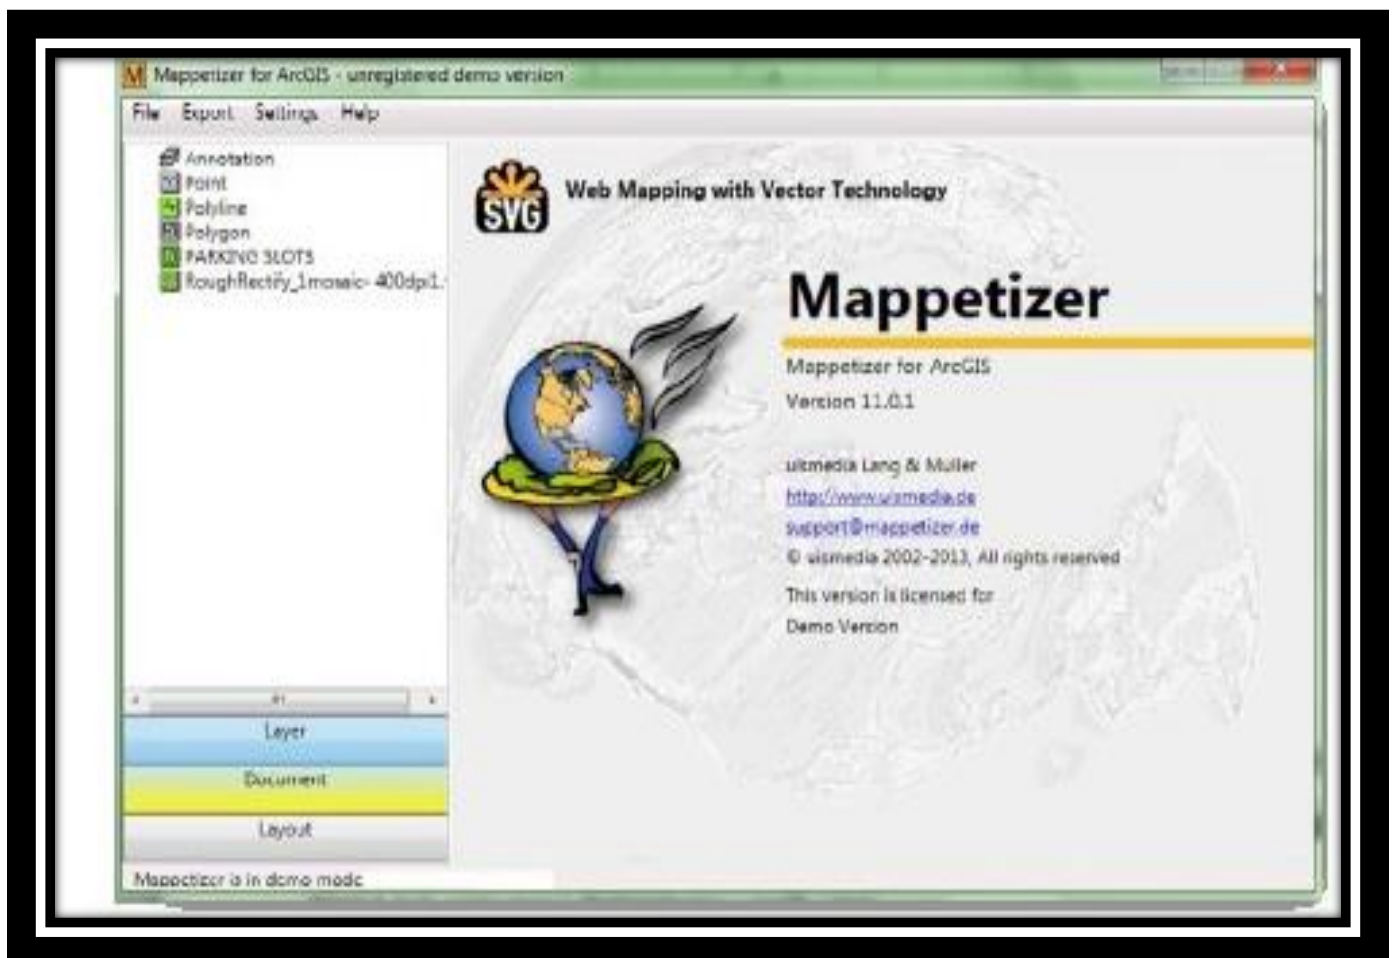 Mappetizer for ArcGIS - unregistered demo version
File Export Settings Help
Annotation
Point
Polyline
Polygon
PARKING SLOTS
RoughRectify_1mosaic- 400dpi1.
SVG
Web Mapping with Vector Technology
Mappetizer
Mappetizer for ArcGIS
Version 11.0.1
uismedia Lang & Muller
http://www.uismedia.de
support@mappetizer.de
© uismedia 2002-2013, All rights reserved
This version is licensed for
Demo Version
Layer
Document
Layout
Mappetizer is in demo mode